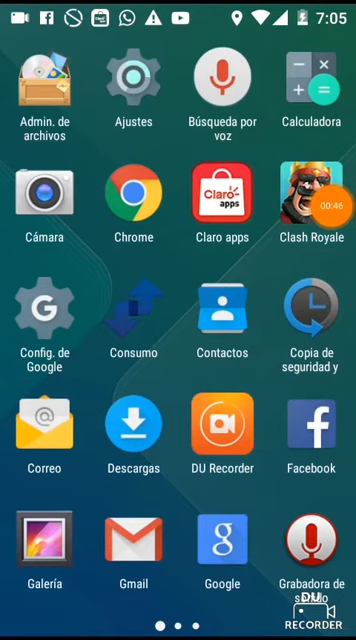 7:05
Admin. de
archivos
Ajustes
Búsqueda por
voz
Calculadora
Claro-
apps
00:46
Cámara
Chrome
Claro apps
Clash Royale
G
Config. de
Google
Consumo
Contactos
Copia de
seguridad y
@
f
Correo
Descargas
DU Recorder
Facebook
g
Galería
Gmail
Google
Grabadora de
sonido
DU
RECORDER